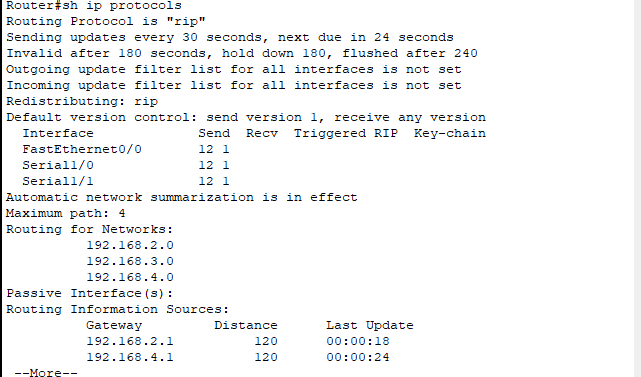 Router#sh ip protocols
Routing Protocol is "rip"
Sending updates every 30 seconds, next due in 24 seconds
Invalid after 180 seconds, hold down 180, flushed after 240
Outgoing update filter list for all interfaces is not set
Incoming update filter list for all interfaces is not set
Redistributing: rip
Default version control: send version 1, receive any version
  Interface             Send  Recv  Triggered RIP  Key-chain
  FastEthernet0/0       12 1
  Serial1/0             12 1
  Serial1/1             12 1
Automatic network summarization is in effect
Maximum path: 4
Routing for Networks:
          192.168.2.0
          192.168.3.0
          192.168.4.0
Passive Interface(s):
Routing Information Sources:
          Gateway         Distance      Last Update
          192.168.2.1          120      00:00:18
          192.168.4.1          120      00:00:24
 --More--